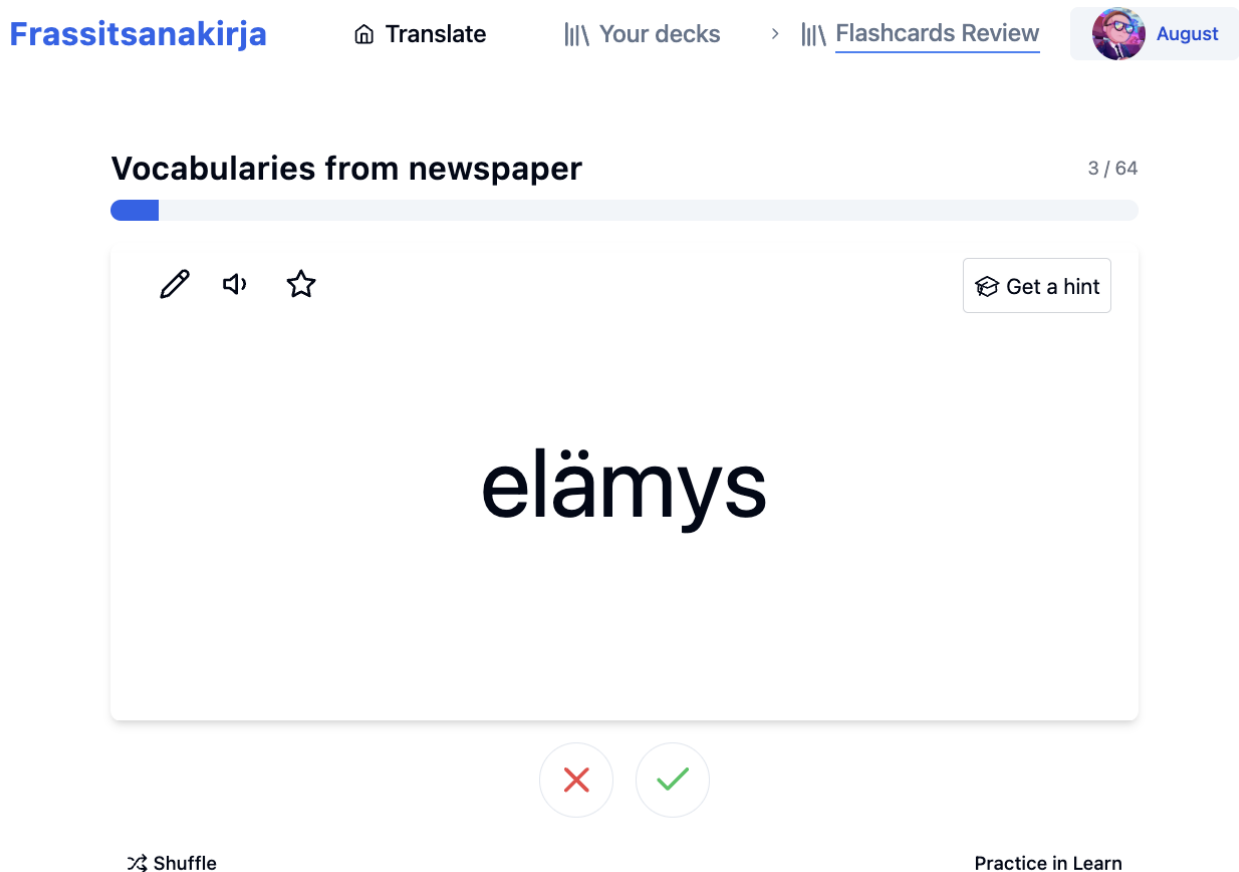 Frassitsanakirja Translate Your decks > Flashcards Review August
Vocabularies from newspaper 3 / 64
Get a hint
elämys
Shuffle Practice in Learn